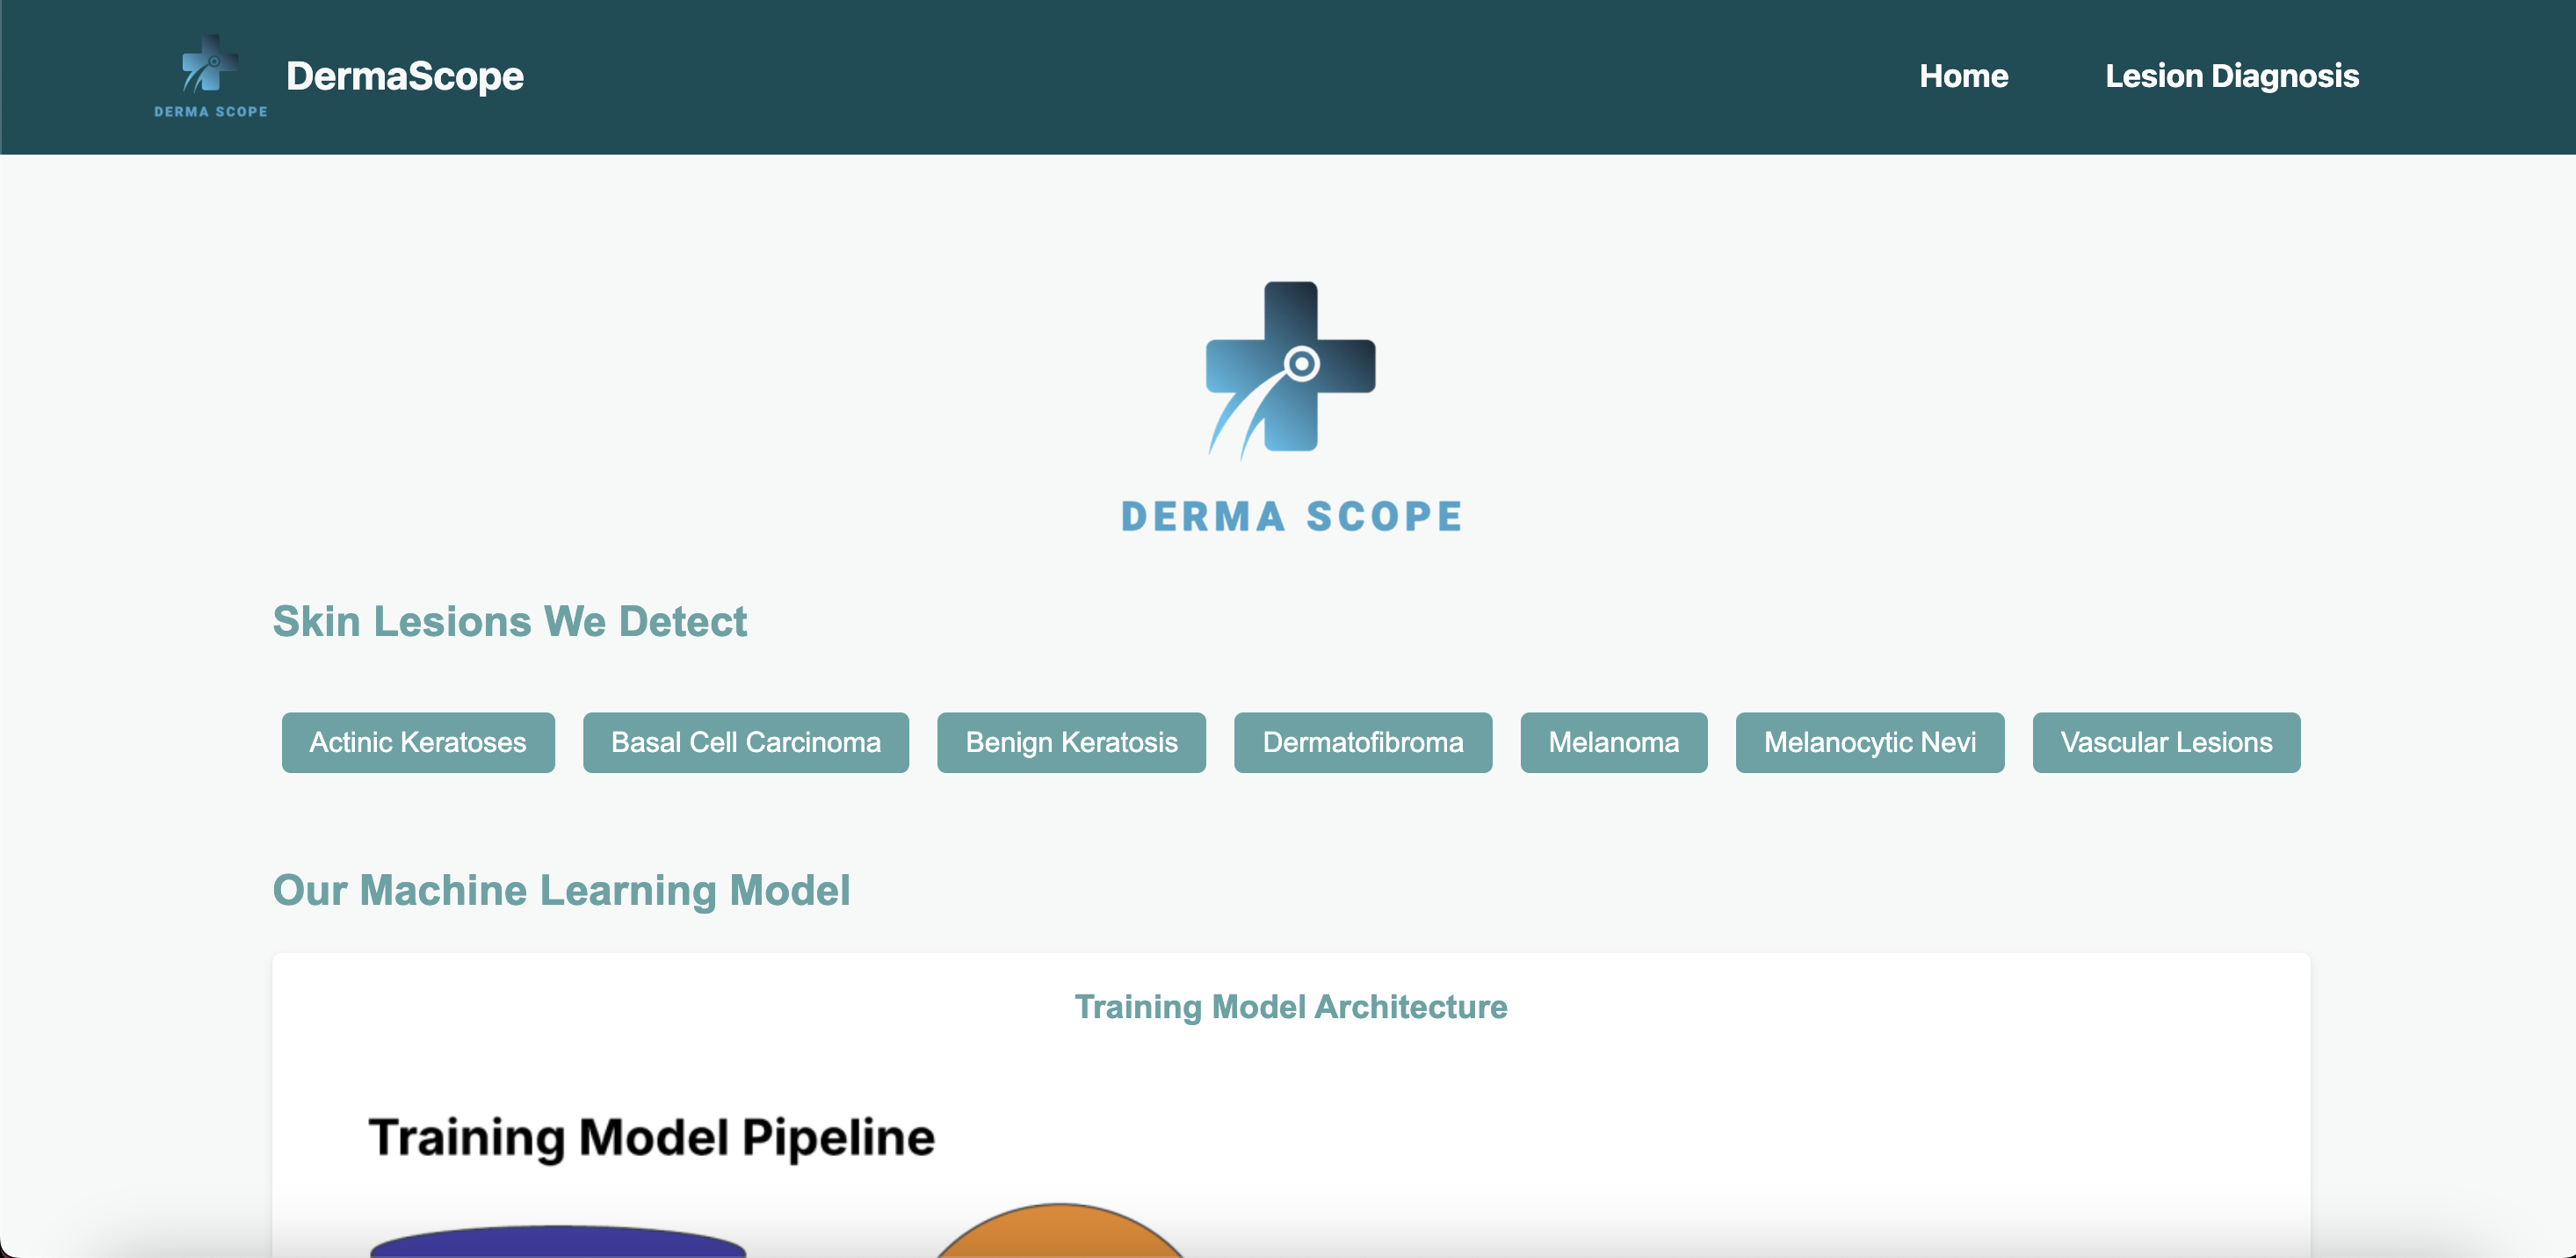 DERMA SCOPE
DermaScope
Home
Lesion Diagnosis
DERMA SCOPE
Skin Lesions We Detect
Actinic Keratoses
Basal Cell Carcinoma
Benign Keratosis
Dermatofibroma
Melanoma
Melanocytic Nevi
Vascular Lesions
Our Machine Learning Model
Training Model Architecture
Training Model Pipeline